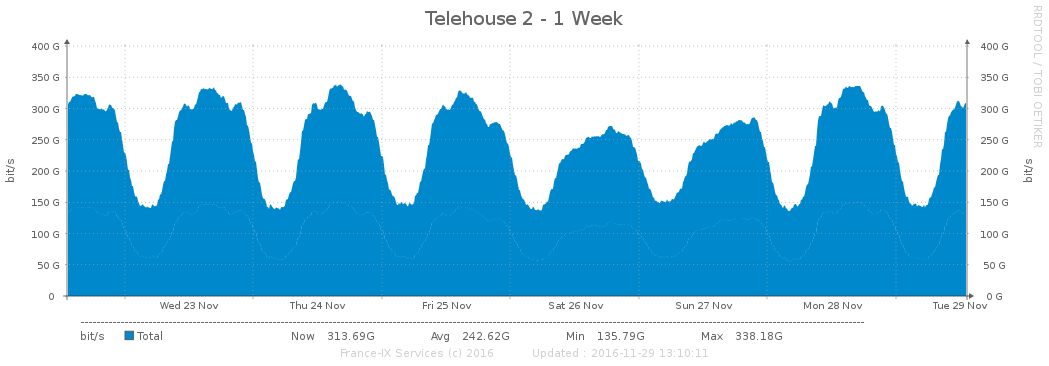 Telehouse 2 - 1 Week
RRDTOOL / TOBI OETIKER
400 G 400 G
350 G 350 G
300 G 300 G
250 G 250 G
200 G 200 G
150 G 150 G
100 G 100 G
50 G 50 G
0 0 G
bit/s bit/s
Wed 23 Nov Thu 24 Nov Fri 25 Nov Sat 26 Nov Sun 27 Nov Mon 28 Nov Tue 29 Nov
bit/s Total Now 313.69G Avg 242.62G Min 135.79G Max 338.18G
France-IX Services (c) 2016 Updated : 2016-11-29 13:10:11